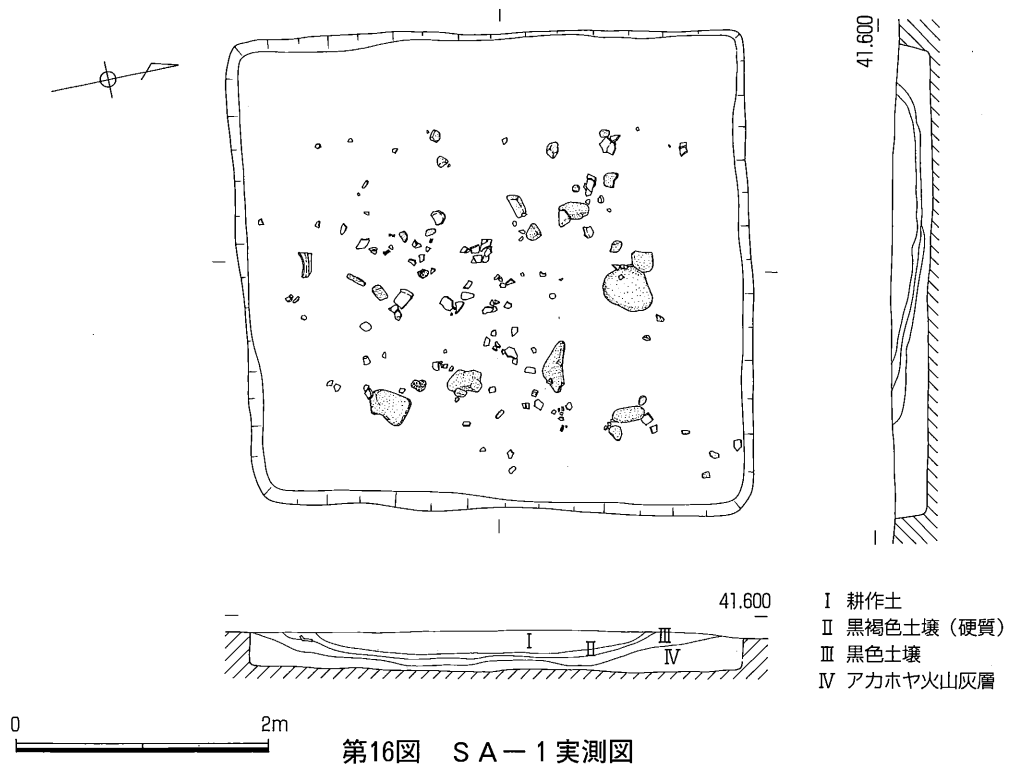 41.600
41.600
Ⅰ
Ⅱ
Ⅲ
Ⅳ
Ⅰ 耕作土
Ⅱ 黒褐色土壌（硬質）
Ⅲ 黒色土壌
Ⅳ アカホヤ火山灰層
0 2m
第16図 ＳＡ－１実測図